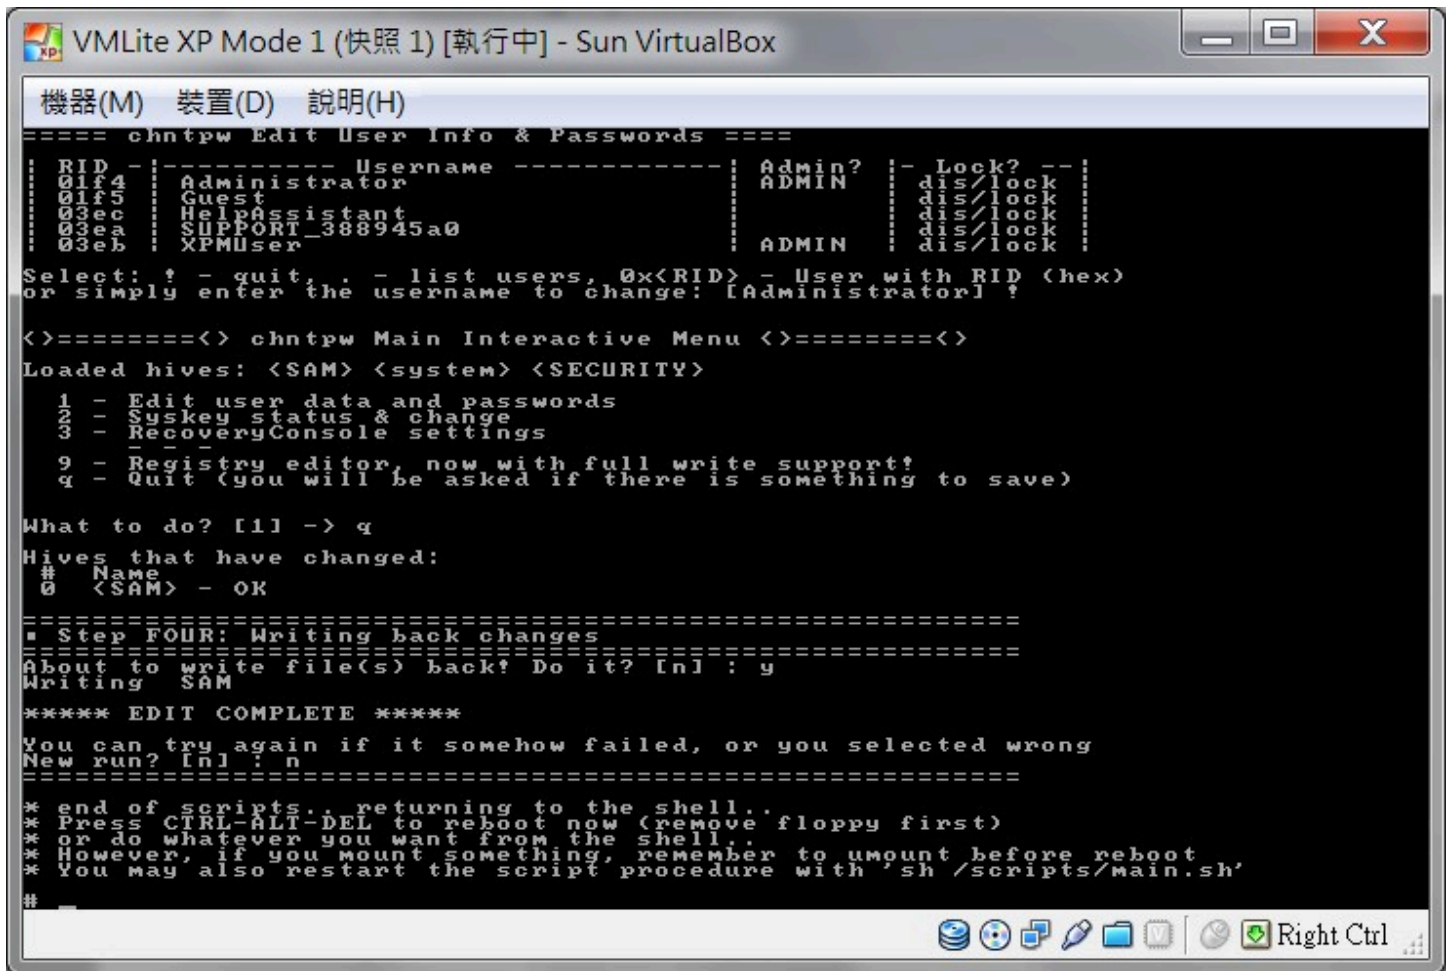 VMLite XP Mode 1 (快照 1) [執行中] - Sun VirtualBox
機器(M) 裝置(D) 說明(H)
===== chntpw Edit User Info & Passwords ====
| RID -|---------- Username ------------| Admin? |- Lock? --|
| 01f4 | Administrator | ADMIN | dis/lock |
| 01f5 | Guest | | dis/lock |
| 03ec | HelpAssistant | | dis/lock |
| 03ea | SUPPORT_388945a0 | | dis/lock |
| 03eb | XPMUser | ADMIN | dis/lock |
Select: ! - quit, . - list users, 0x<RID> - User with RID (hex)
or simply enter the username to change: [Administrator] !
<>========<> chntpw Main Interactive Menu <>========<>
Loaded hives: <SAM> <system> <SECURITY>
1 - Edit user data and passwords
2 - Syskey status & change
3 - RecoveryConsole settings
- - -
9 - Registry editor, now with full write support!
q - Quit (you will be asked if there is something to save)
What to do? [1] -> q
Hives that have changed:
# Name
0 <SAM> - OK
=========================================================
▪ Step FOUR: Writing back changes
=========================================================
About to write file(s) back! Do it? [n] : y
Writing SAM
***** EDIT COMPLETE *****
You can try again if it somehow failed, or you selected wrong
New run? [n] : n
=========================================================
* end of scripts.. returning to the shell..
* Press CTRL-ALT-DEL to reboot now (remove floppy first)
* or do whatever you want from the shell..
* However, if you mount something, remember to umount before reboot
* You may also restart the script procedure with 'sh /scripts/main.sh'
# _
Right Ctrl